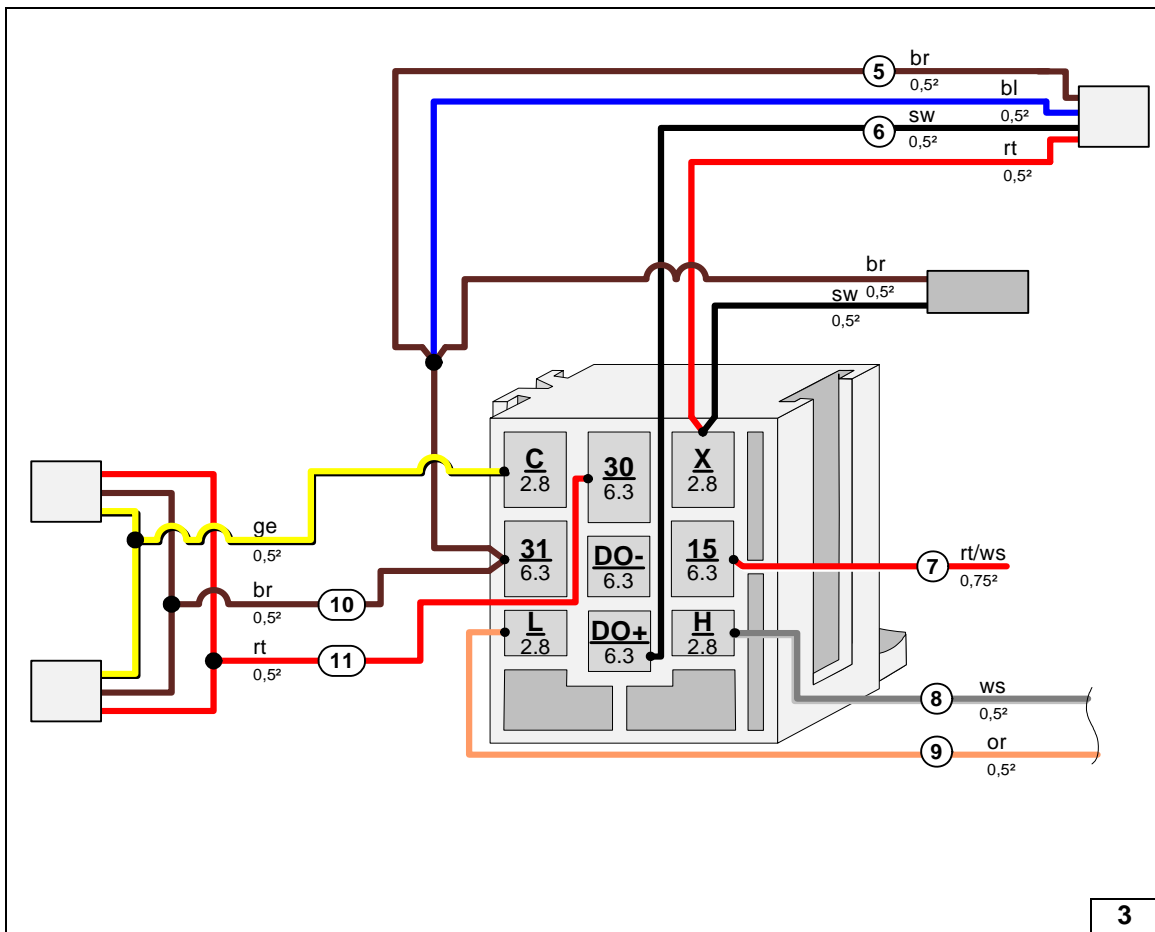 5 br
0,5²
bl
0,5²
6 sw
0,5²
rt
0,5²
br
0,5²
sw
0,5²
C
2.8
30
6.3
X
2.8
ge
0,5²
31
6.3
DO-
6.3
15
6.3
7 rt/ws
0,75²
br
0,5²
10
L
2.8
DO+
6.3
H
2.8
rt
0,5²
11
8 ws
0,5²
9 or
0,5²
3